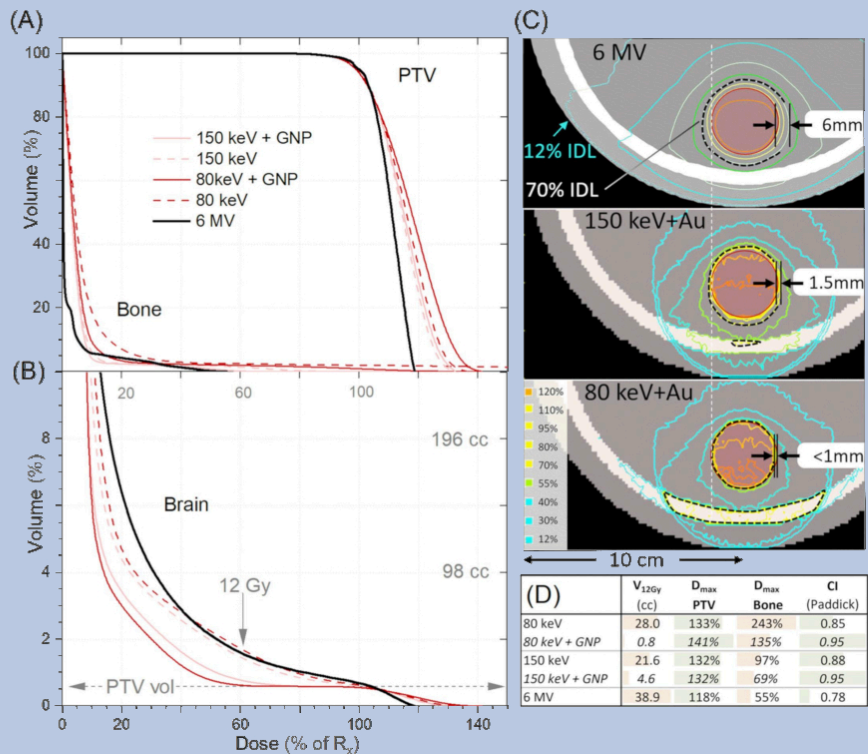 (A)
100
80
60
40
20
Volume (%)
PTV
150 keV + GNP
150 keV
80keV + GNP
80 keV
6 MV
Bone
20
60
100
(B)
8
4
2
0
Volume (%)
196 cc
Brain
98 cc
12 Gy
PTV vol
0
20
40
60
80
100
120
140
Dose (% of Rx)
(C)
6 MV
6mm
12% IDL
70% IDL
150 keV+Au
1.5mm
80 keV+Au
120%
110%
95%
80%
70%
55%
40%
30%
12%
<1mm
10 cm
(D)
V12Gy (cc) Dmax PTV Dmax Bone CI (Paddick)
80 keV 28.0 133% 243% 0.85
80 keV + GNP 0.8 141% 135% 0.95
150 keV 21.6 132% 97% 0.88
150 keV + GNP 4.6 132% 69% 0.95
6 MV 38.9 118% 55% 0.78